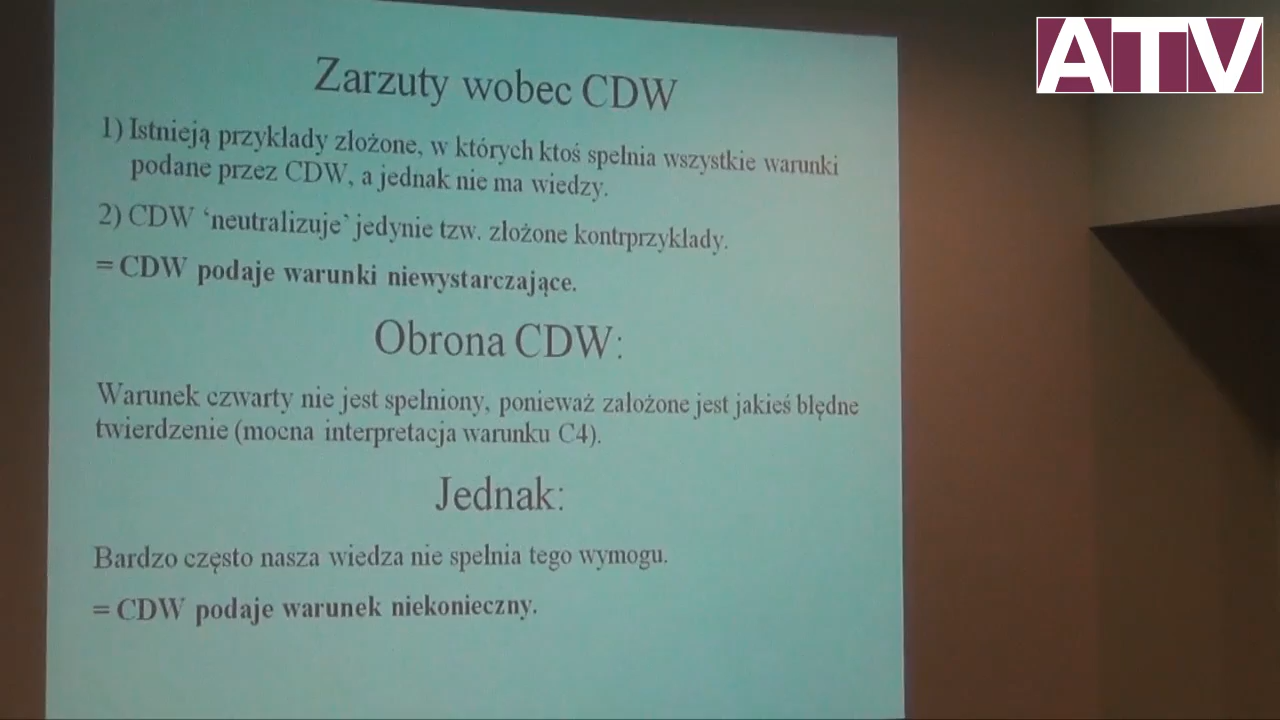 ATV
Zarzuty wobec CDW
1) Istnieją przykłady złożone, w których ktoś spełnia wszystkie warunki
podane przez CDW, a jednak nie ma wiedzy.
2) CDW ‘neutralizuje’ jedynie tzw. złożone kontrprzykłady.
= CDW podaje warunki niewystarczające.
Obrona CDW:
Warunek czwarty nie jest spełniony, ponieważ założone jest jakieś błędne
twierdzenie (mocna interpretacja warunku C4).
Jednak:
Bardzo często nasza wiedza nie spełnia tego wymogu.
= CDW podaje warunek niekonieczny.